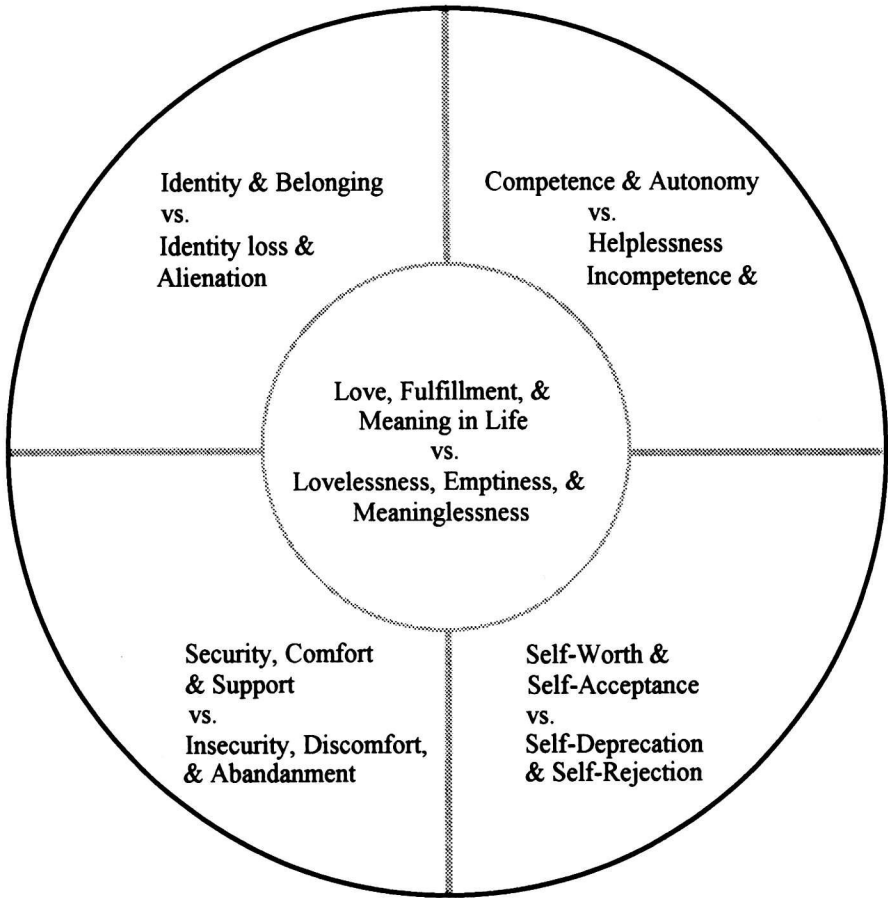 Identity & Belonging
vs.
Identity loss &
Alienation
Competence & Autonomy
vs.
Helplessness
Incompetence &
Love, Fulfillment, &
Meaning in Life
vs.
Lovelessness, Emptiness, &
Meaninglessness
Security, Comfort
& Support
vs.
Insecurity, Discomfort,
& Abandanment
Self-Worth &
Self-Acceptance
vs.
Self-Deprecation
& Self-Rejection